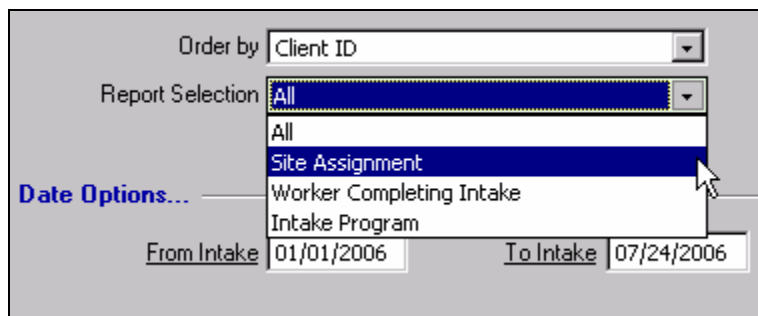 Order by Client ID
Report Selection All
All
Site Assignment
Date Options... Worker Completing Intake
Intake Program
From Intake 01/01/2006 To Intake 07/24/2006